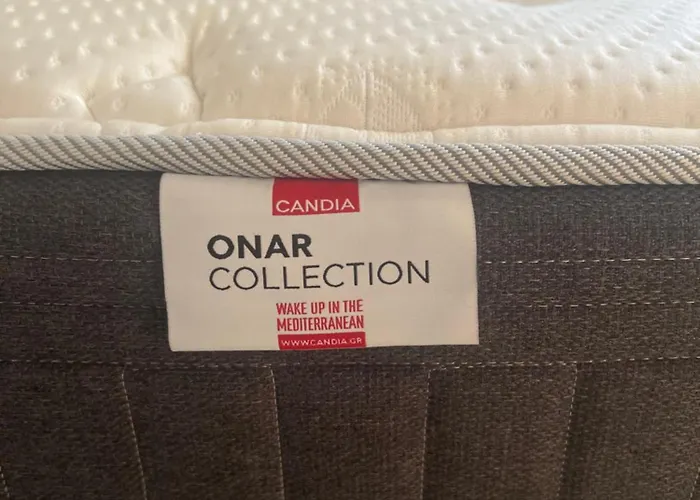 CANDIA
ONAR
COLLECTION
WAKE UP IN THE
MEDITERRANEAN
WWW.CANDIA.GR